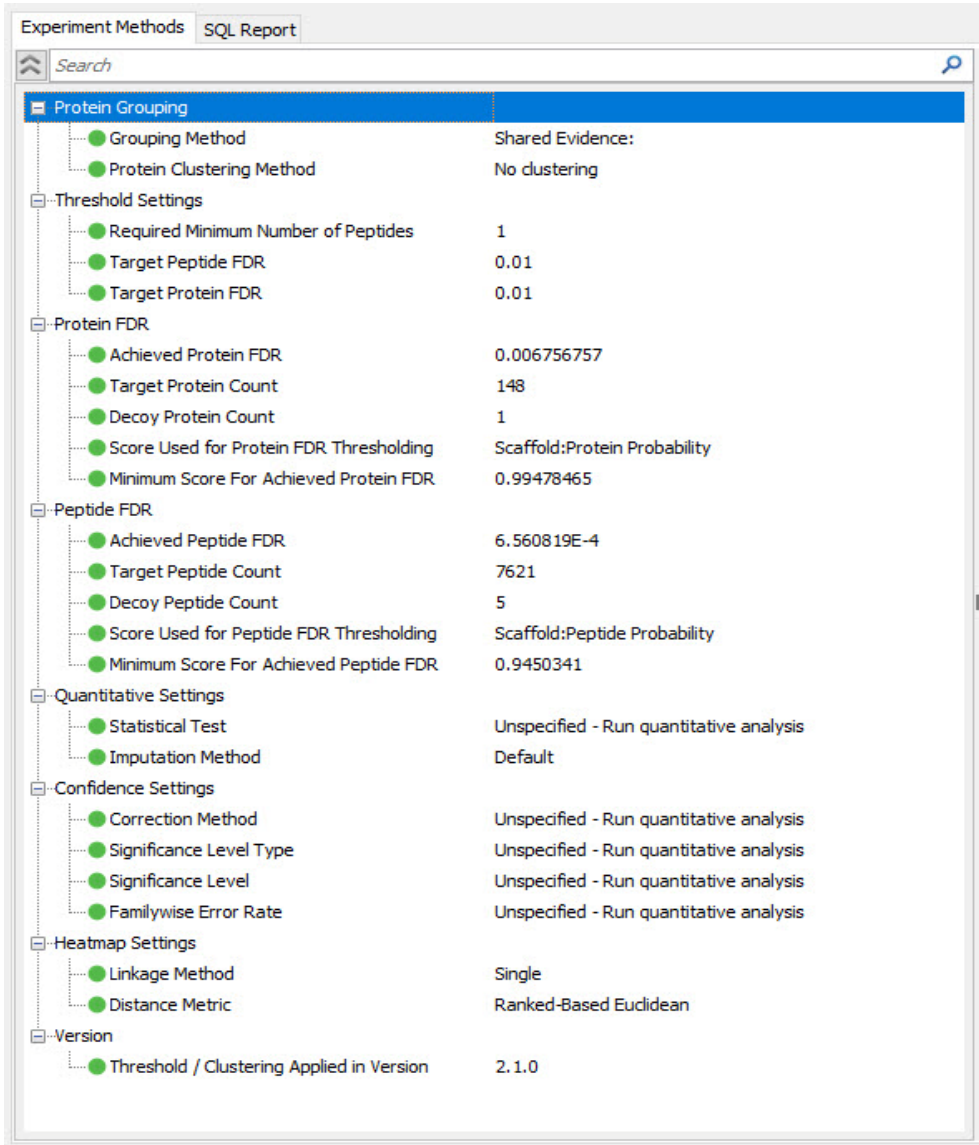 Experiment Methods SQL Report
Search
Protein Grouping
Grouping Method Shared Evidence:
Protein Clustering Method No clustering
Threshold Settings
Required Minimum Number of Peptides 1
Target Peptide FDR 0.01
Target Protein FDR 0.01
Protein FDR
Achieved Protein FDR 0.006756757
Target Protein Count 148
Decoy Protein Count 1
Score Used for Protein FDR Thresholding Scaffold:Protein Probability
Minimum Score For Achieved Protein FDR 0.99478465
Peptide FDR
Achieved Peptide FDR 6.560819E-4
Target Peptide Count 7621
Decoy Peptide Count 5
Score Used for Peptide FDR Thresholding Scaffold:Peptide Probability
Minimum Score For Achieved Peptide FDR 0.9450341
Quantitative Settings
Statistical Test Unspecified - Run quantitative analysis
Imputation Method Default
Confidence Settings
Correction Method Unspecified - Run quantitative analysis
Significance Level Type Unspecified - Run quantitative analysis
Significance Level Unspecified - Run quantitative analysis
Familywise Error Rate Unspecified - Run quantitative analysis
Heatmap Settings
Linkage Method Single
Distance Metric Ranked-Based Euclidean
Version
Threshold / Clustering Applied in Version 2.1.0